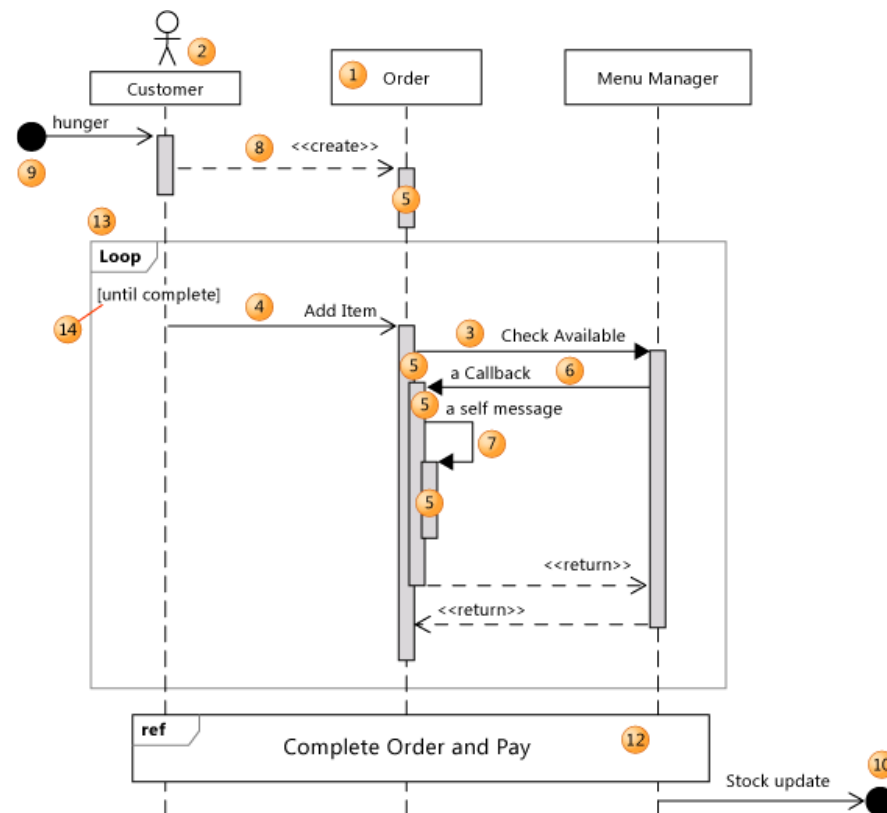 2
1
Order
Menu Manager
Customer
hunger
8
<<create>>
9
5
13
Loop
[until complete]
14
4
Add Item
3
Check Available
5
a Callback
6
5
a self message
7
5
<<return>>
<<return>>
ref
Complete Order and Pay
12
10
Stock update